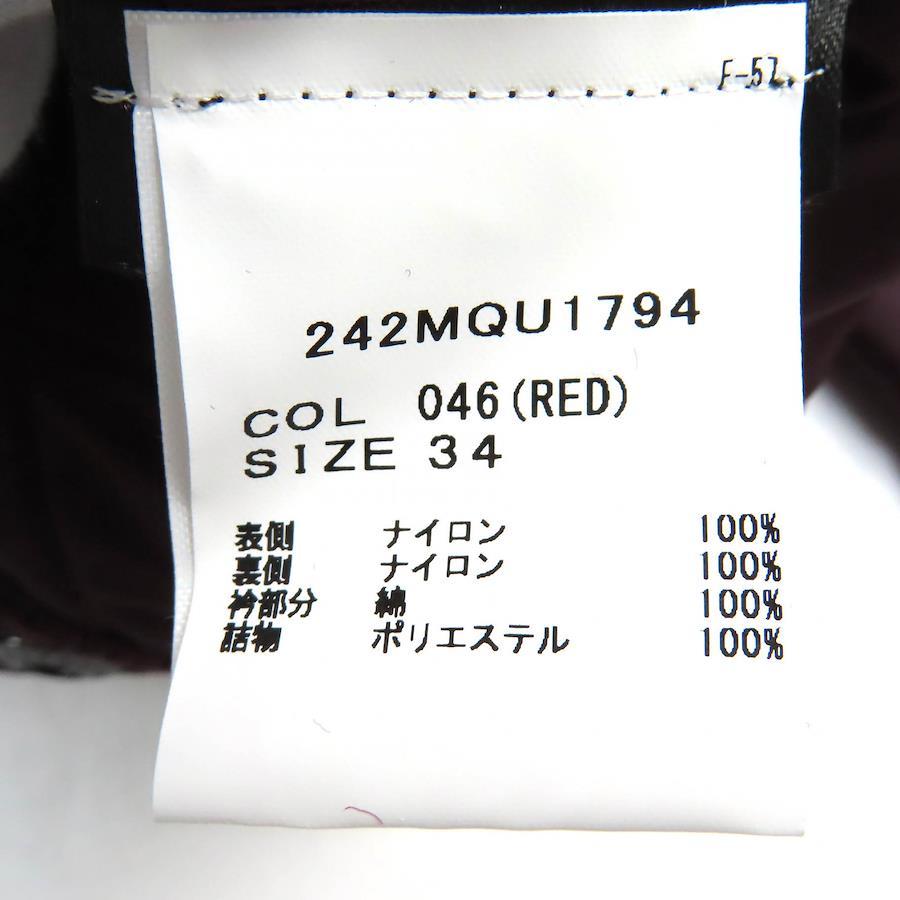 F-57
242MQU1794
COL 046(RED)
SIZE 34
表側 ナイロン 100%
裏側 ナイロン 100%
衿部分 綿 100%
詰物 ポリエステル 100%